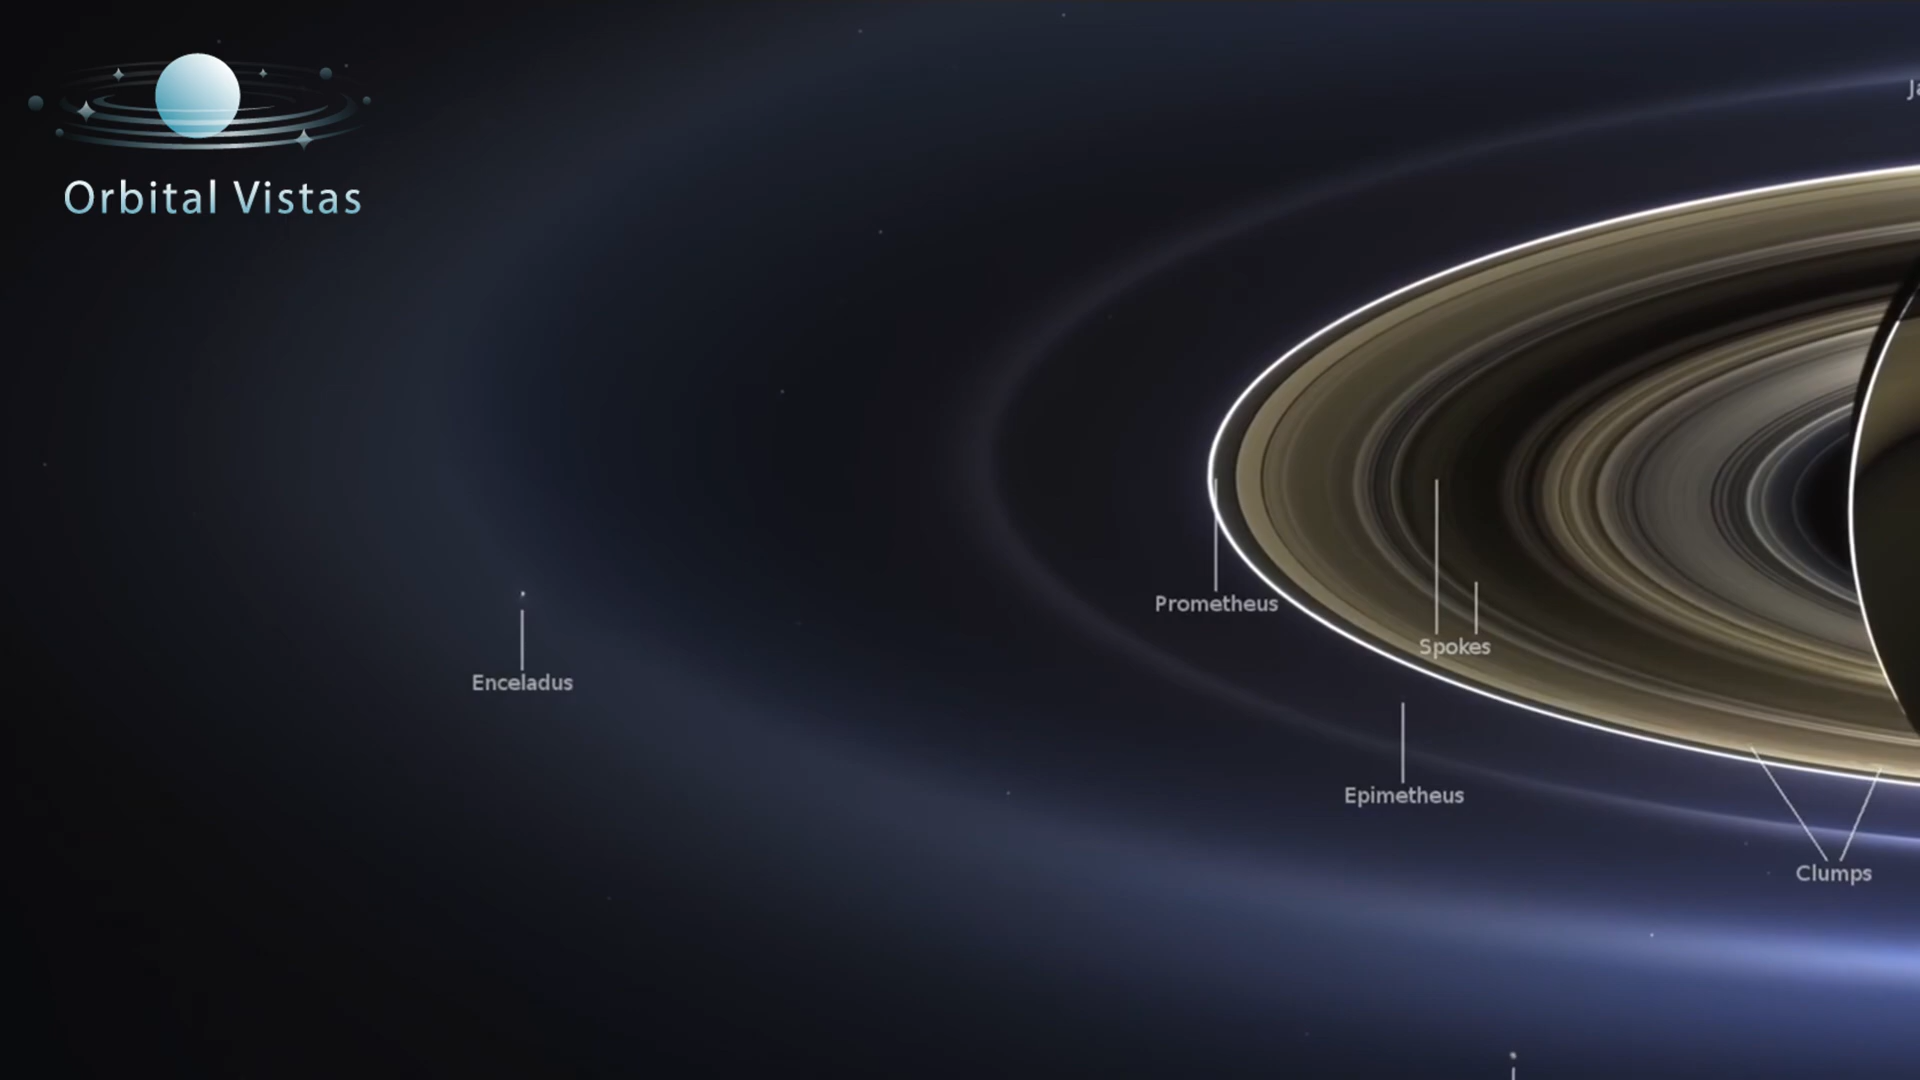 Orbital Vistas
Prometheus
Spokes
Enceladus
Epimetheus
Clumps